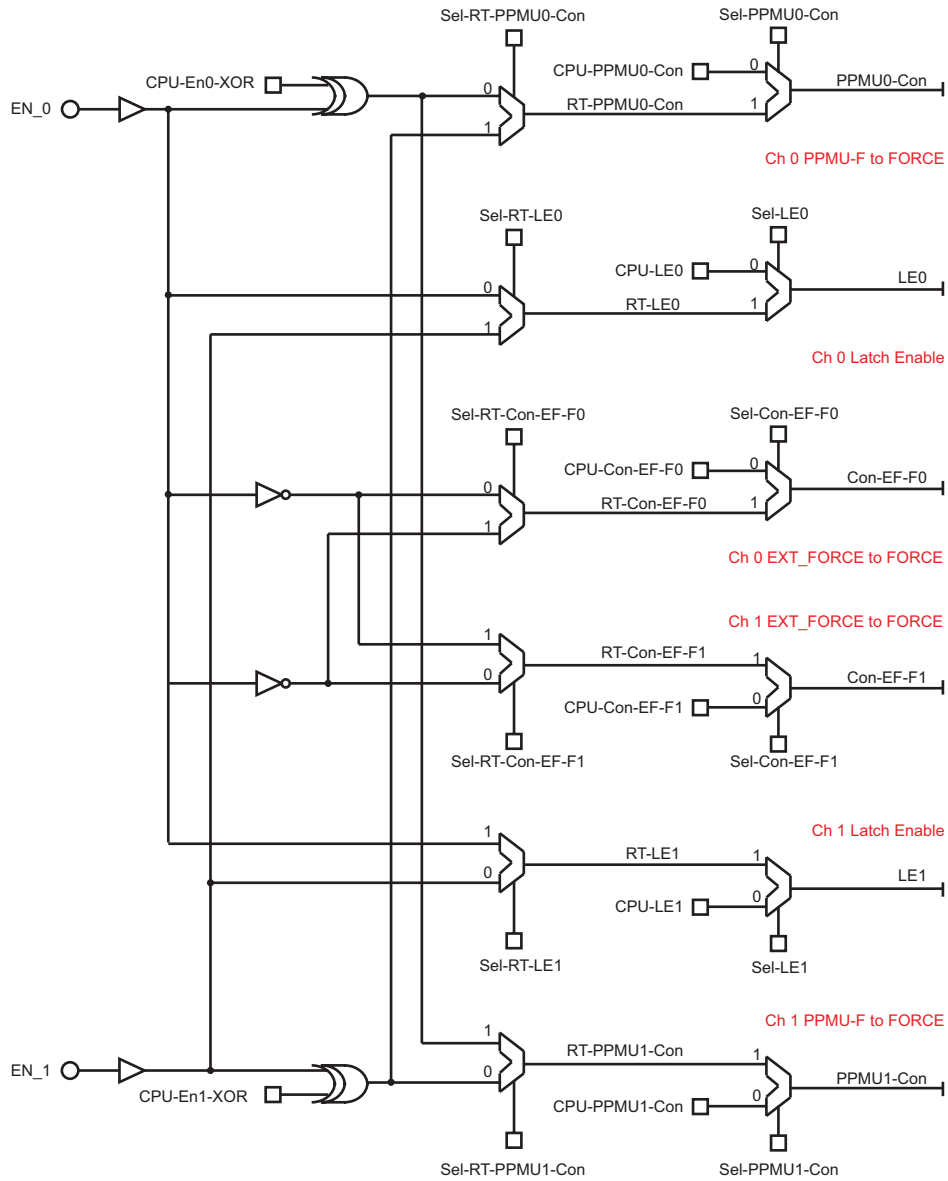 Sel-RT-PPMU0-Con
Sel-PPMU0-Con
CPU-En0-XOR
CPU-PPMU0-Con
0
PPMU0-Con
EN_0
0
RT-PPMU0-Con
1
1
Ch 0 PPMU-F to FORCE
Sel-RT-LE0
Sel-LE0
CPU-LE0
0
LE0
0
RT-LE0
1
1
Ch 0 Latch Enable
Sel-RT-Con-EF-F0
Sel-Con-EF-F0
CPU-Con-EF-F0
0
Con-EF-F0
0
RT-Con-EF-F0
1
1
Ch 0 EXT_FORCE to FORCE
Ch 1 EXT_FORCE to FORCE
1
RT-Con-EF-F1
1
Con-EF-F1
0
CPU-Con-EF-F1
0
Sel-RT-Con-EF-F1
Sel-Con-EF-F1
Ch 1 Latch Enable
1
RT-LE1
1
LE1
0
CPU-LE1
0
Sel-RT-LE1
Sel-LE1
Ch 1 PPMU-F to FORCE
1
RT-PPMU1-Con
1
EN_1
0
PPMU1-Con
CPU-En1-XOR
CPU-PPMU1-Con
0
Sel-RT-PPMU1-Con
Sel-PPMU1-Con